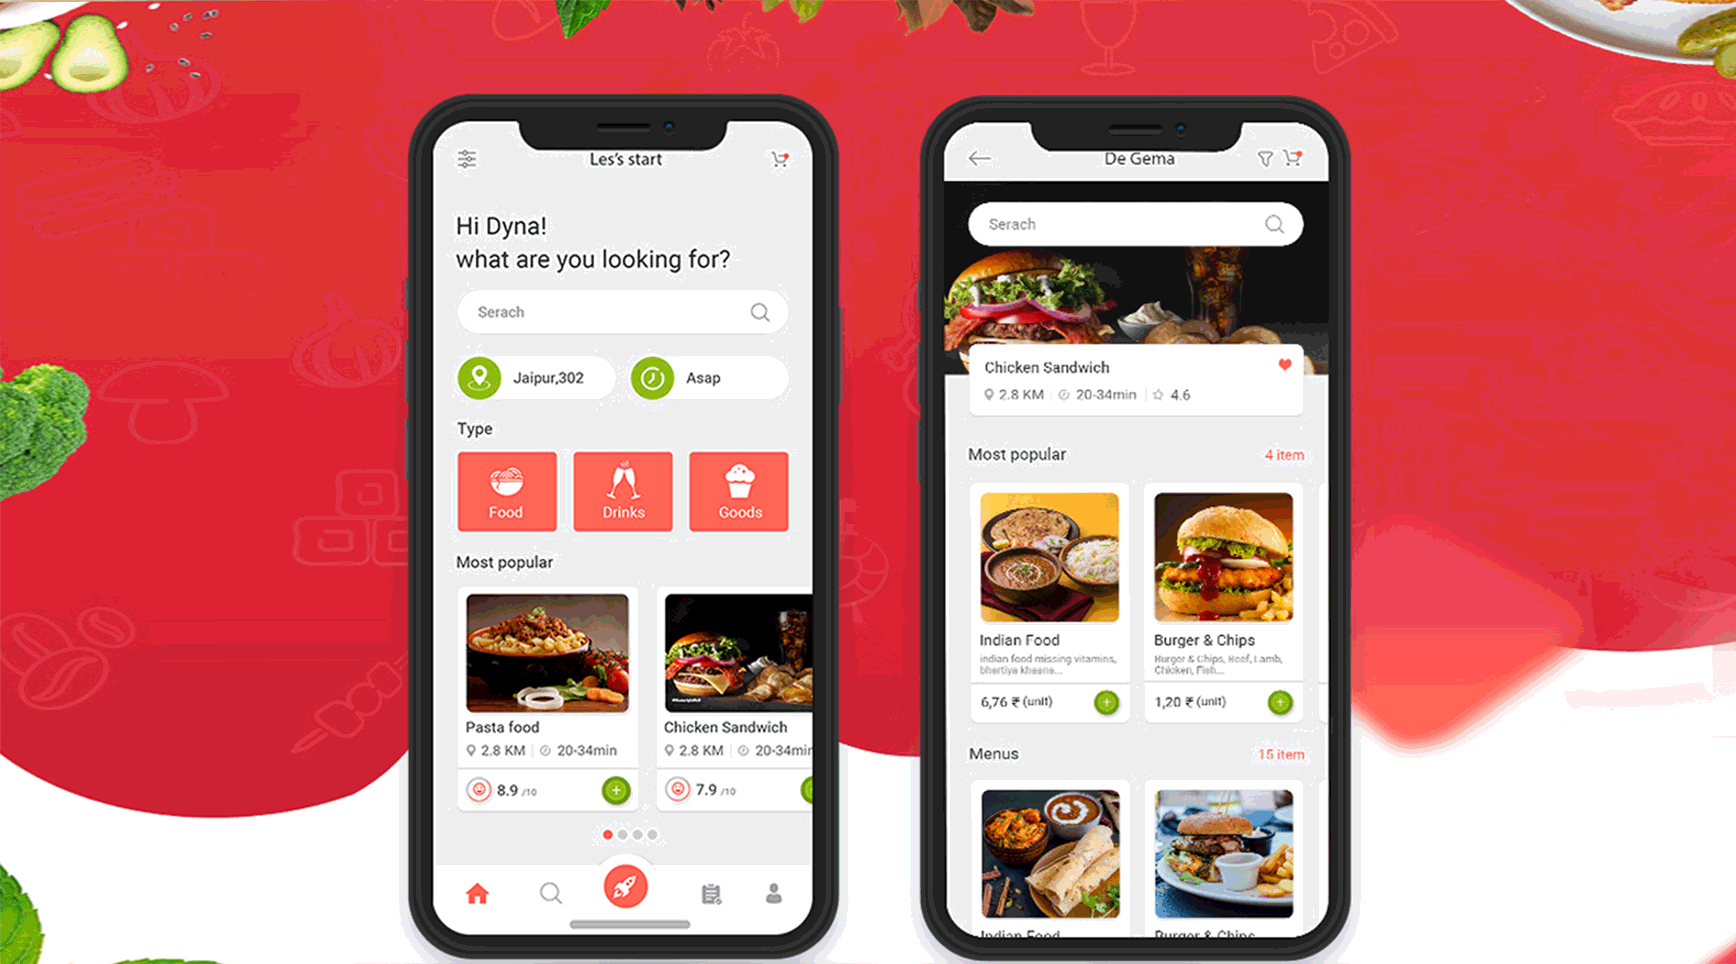 Les's start
Hi Dyna!
what are you looking for?
Serach
Jaipur,302
Asap
Type
Food
Drinks
Goods
Most popular
Pasta food
2.8 KM
20-34min
8.9 /10
Chicken Sandwich
2.8 KM
20-34min
7.9 /10
De Gema
Serach
Chicken Sandwich
2.8 KM
20-34min
4.6
Most popular
4 item
Indian Food
indian food missing vitamins,
bhertiya khaana...
6,76 ₹ (unit)
Burger & Chips
Burger & Chips, Beef, Lamb,
Chicken, Fish...
1,20 ₹ (unit)
Menus
15 item
Indian Food
Burger & Chips